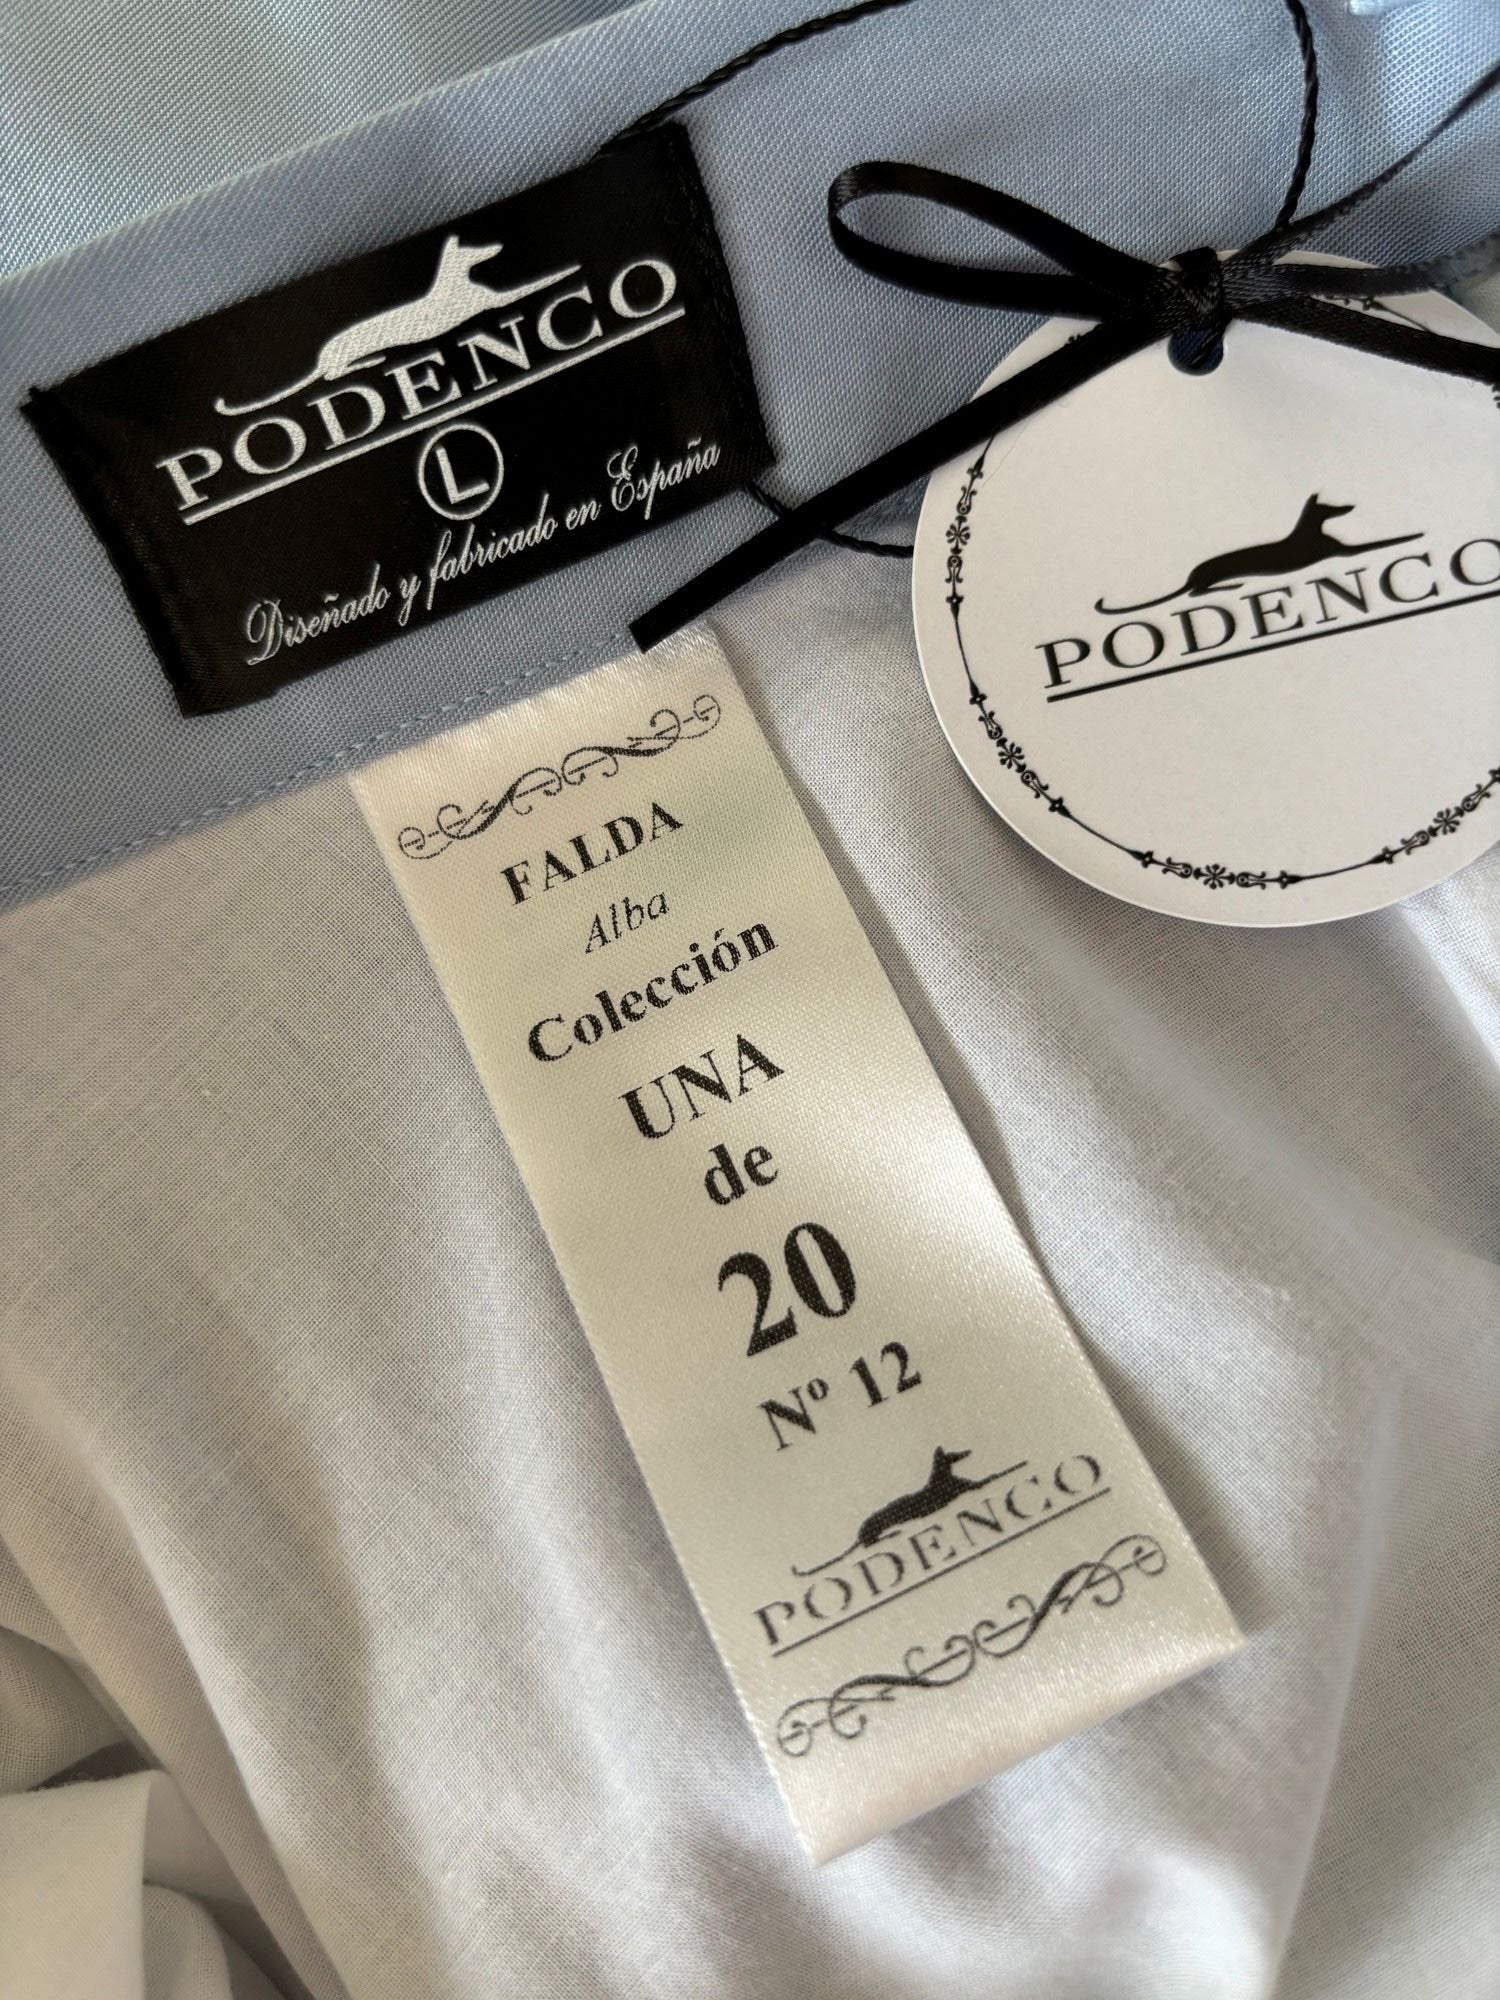 PODENCO
L
Diseñado y fabricado en España
PODENCO
FALDA
Alba
Colección
UNA
de
20
Nº 12
PODENCO